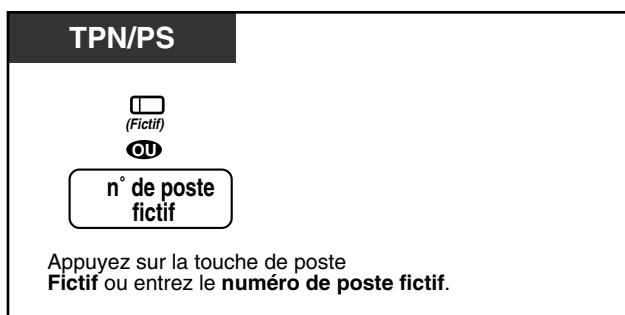 TPN/PS
(Fictif)
OU
n° de poste
fictif
Appuyez sur la touche de poste
Fictif ou entrez le numéro de poste fictif.